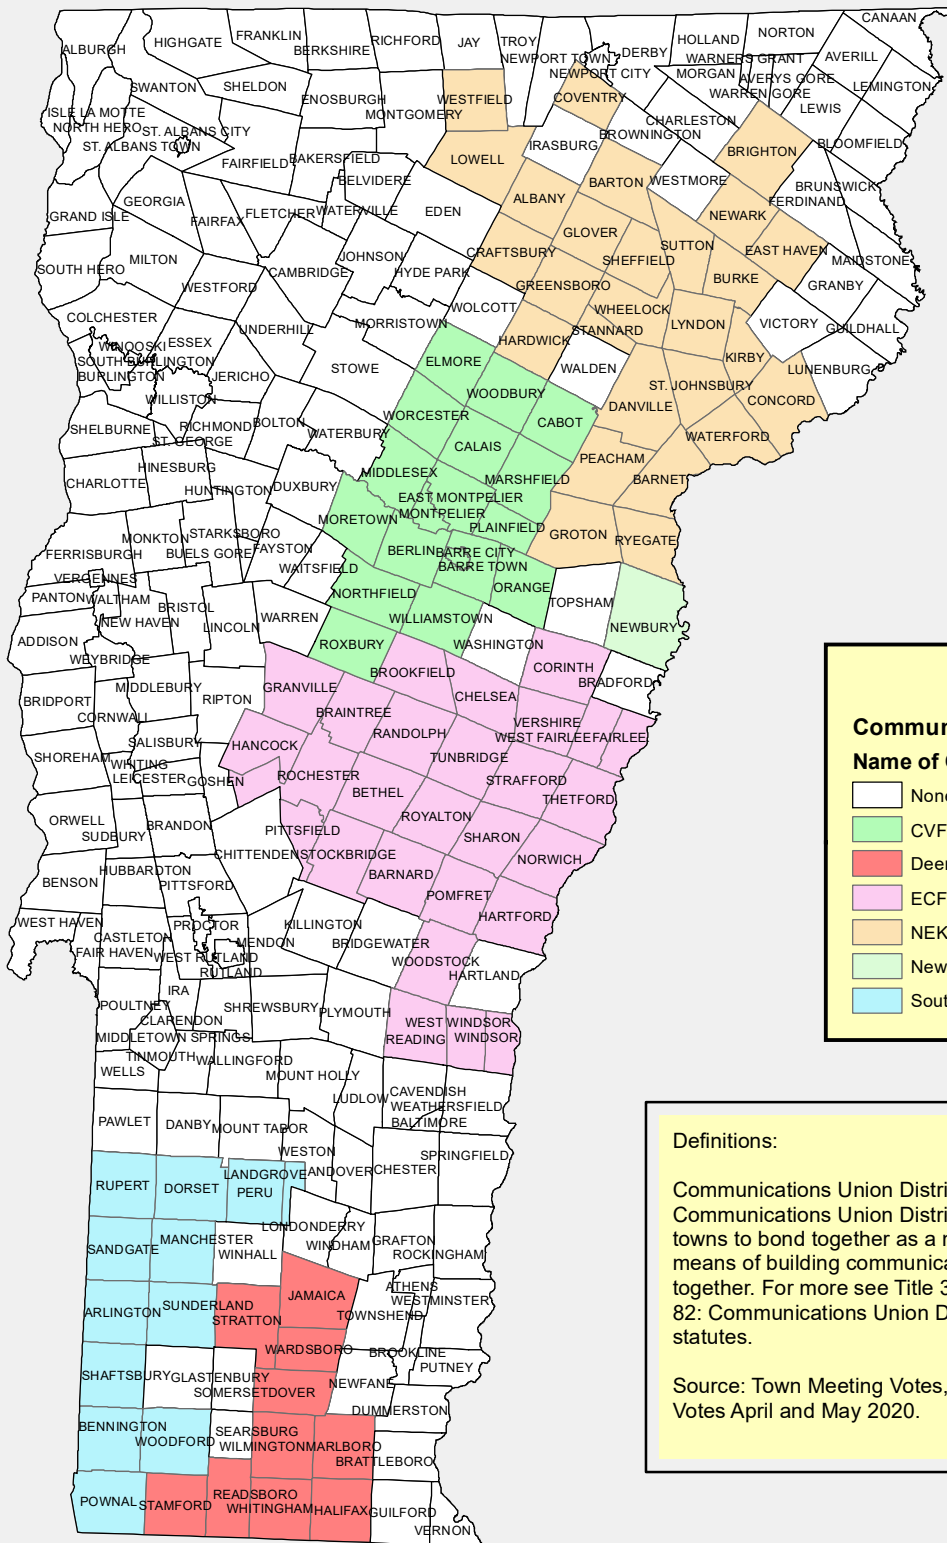 CANAAN
FRANKLIN
NORTON
HIGHGATE
RICHFORD
JAY
TROY
HOLLAND
ALBURGH
BERKSHIRE
DERBY
NEWPORT TOWN
WARNERS GRANT
AVERILL
NEWPORT CITY
MORGAN
AVERYS GORE
SWANTON
SHELDON
LEMINGTON
WARREN GORE
ENOSBURGH
WESTFIELD
COVENTRY
LEWIS
ISLE LA MOTTE
MONTGOMERY
CHARLESTON
NORTH HERO
ST. ALBANS CITY
BROWNINGTON
ST. ALBANS TOWN
IRASBURG
BLOOMFIELD
BRIGHTON
FAIRFIELD
BAKERSFIELD
LOWELL
BELVIDERE
BARTON
WESTMORE
BRUNSWICK
GEORGIA
ALBANY
FERDINAND
GRAND ISLE
FAIRFAX
FLETCHER
WATERVILLE
EDEN
NEWARK
GLOVER
SUTTON
CRAFTSBURY
EAST HAVEN
MILTON
JOHNSON
SHEFFIELD
MAIDSTONE
SOUTH HERO
CAMBRIDGE
HYDE PARK
BURKE
WESTFORD
GREENSBORO
GRANBY
WOLCOTT
WHEELOCK
COLCHESTER
MORRISTOWN
LYNDON
VICTORY
GUILDHALL
UNDERHILL
STANNARD
ESSEX
HARDWICK
WINOOSKI
KIRBY
SOUTH BURLINGTON
ELMORE
STOWE
WALDEN
LUNENBURG
BURLINGTON
JERICHO
ST. JOHNSBURY
WOODBURY
WILLISTON
CONCORD
DANVILLE
WORCESTER
CABOT
RICHMOND
BOLTON
SHELBURNE
WATERBURY
WATERFORD
ST. GEORGE
CALAIS
PEACHAM
HINESBURG
MIDDLESEX
MARSHFIELD
BARNET
CHARLOTTE
HUNTINGTON
DUXBURY
EAST MONTPELIER
MONTPELIER
MORETOWN
PLAINFIELD
STARKSBORO
GROTON
MONKTON
RYEGATE
FAYSTON
BERLIN
BARRE CITY
FERRISBURGH
BUELS GORE
WAITSFIELD
BARRE TOWN
VERGENNES
ORANGE
NORTHFIELD
PANTON
WALTHAM
TOPSHAM
BRISTOL
WARREN
WILLIAMSTOWN
NEW HAVEN
LINCOLN
NEWBURY
ADDISON
ROXBURY
WASHINGTON
WEYBRIDGE
CORINTH
BROOKFIELD
BRADFORD
MIDDLEBURY
GRANVILLE
CHELSEA
BRIDPORT
RIPTON
CORNWALL
BRAINTREE
VERSHIRE
RANDOLPH
WEST FAIRLEE
FAIRLEE
SALISBURY
HANCOCK
SHOREHAM
TUNBRIDGE
WHITING
LEICESTER
GOSHEN
ROCHESTER
STRAFFORD
BETHEL
THETFORD
ORWELL
BRANDON
ROYALTON
SUDBURY
PITTSFIELD
SHARON
CHITTENDEN
STOCKBRIDGE
NORWICH
HUBBARDTON
BENSON
PITTSFORD
BARNARD
POMFRET
HARTFORD
WEST HAVEN
PROCTOR
KILLINGTON
CASTLETON
MENDON
BRIDGEWATER
FAIR HAVEN
WEST RUTLAND
WOODSTOCK
RUTLAND
HARTLAND
IRA
POULTNEY
SHREWSBURY
PLYMOUTH
CLARENDON
WEST WINDSOR
MIDDLETOWN SPRINGS
READING
WINDSOR
TINMOUTH
WALLINGFORD
WELLS
MOUNT HOLLY
CAVENDISH
LUDLOW
WEATHERSFIELD
PAWLET
DANBY
MOUNT TABOR
BALTIMORE
WESTON
SPRINGFIELD
LANDGROVE
ANDOVER
CHESTER
RUPERT
DORSET
PERU
LONDONDERRY
MANCHESTER
GRAFTON
SANDGATE
WINHALL
WINDHAM
ROCKINGHAM
ATHENS
JAMAICA
WESTMINSTER
ARLINGTON
SUNDERLAND
TOWNSHEND
STRATTON
WARDSBORO
BROOKLINE
PUTNEY
SHAFTSBURY
GLASTENBURY
NEWFANE
SOMERSET
DOVER
DUMMERSTON
BENNINGTON
SEARSBURG
WOODFORD
WILMINGTON
MARLBORO
BRATTLEBORO
READSBORO
POWNAL
STAMFORD
WHITINGHAM
HALIFAX
GUILFORD
VERNON
Commun
Name of C
None
CVF
Deer
ECF
NEK
New
Sout
Definitions:
Communications Union Distri
Communications Union Distri
towns to bond together as a m
means of building communica
together. For more see Title 3
82: Communications Union D
statutes.
Source: Town Meeting Votes,
Votes April and May 2020.